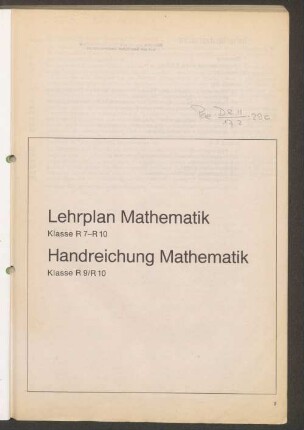 Lehrplan Mathematik
Klasse R 7–R 10
Handreichung Mathematik
Klasse R 9/R 10